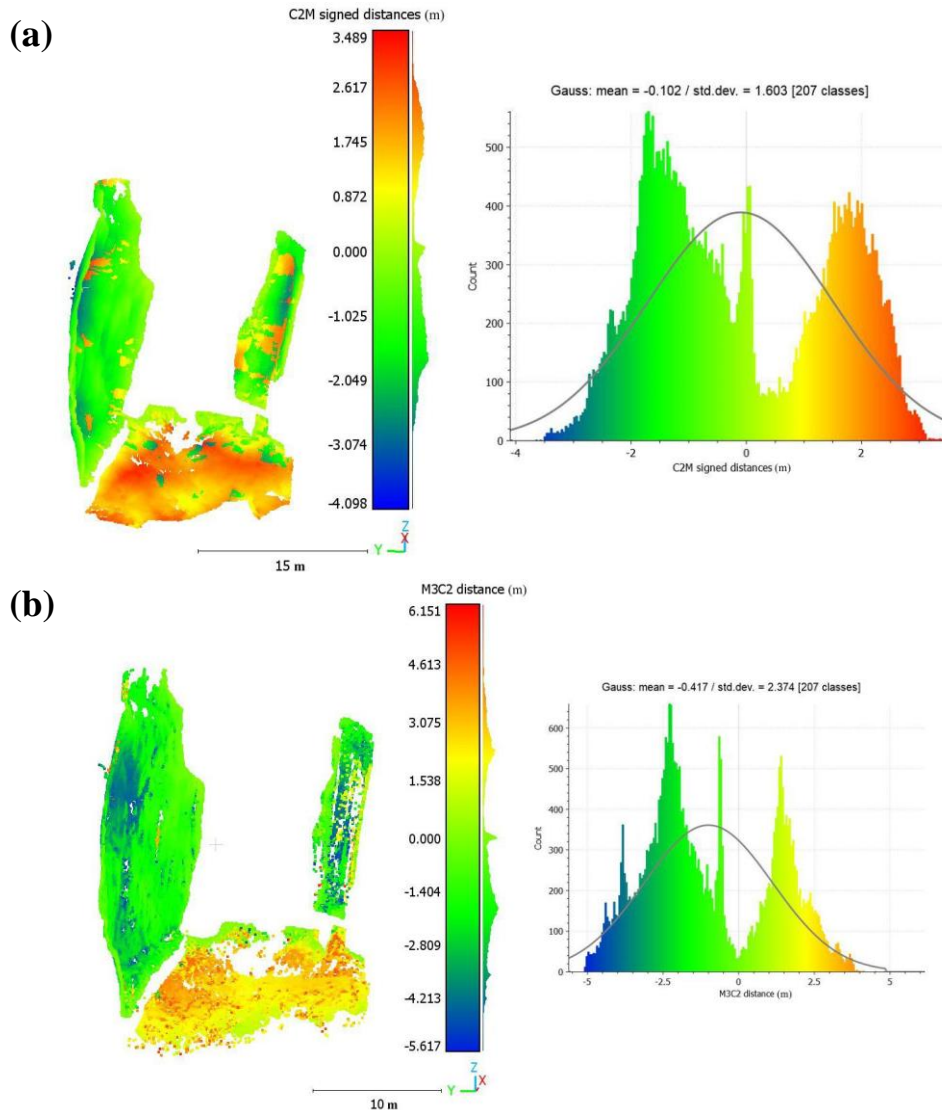 (a)
C2M signed distances (m)
3.489
2.617
1.745
0.872
0.000
-1.025
-2.049
-3.074
-4.098
Z
X
Y
15 m
Gauss: mean = -0.102 / std.dev. = 1.603 [207 classes]
500
400
300
200
100
0
Count
-4 -2 0 2
C2M signed distances (m)
(b)
M3C2 distance (m)
6.151
4.613
3.075
1.538
0.000
-1.404
-2.809
-4.213
-5.617
Z
X
Y
10 m
Gauss: mean = -0.417 / std.dev. = 2.374 [207 classes]
600
500
400
300
200
100
0
Count
-5 -2.5 0 2.5 5
M3C2 distance (m)